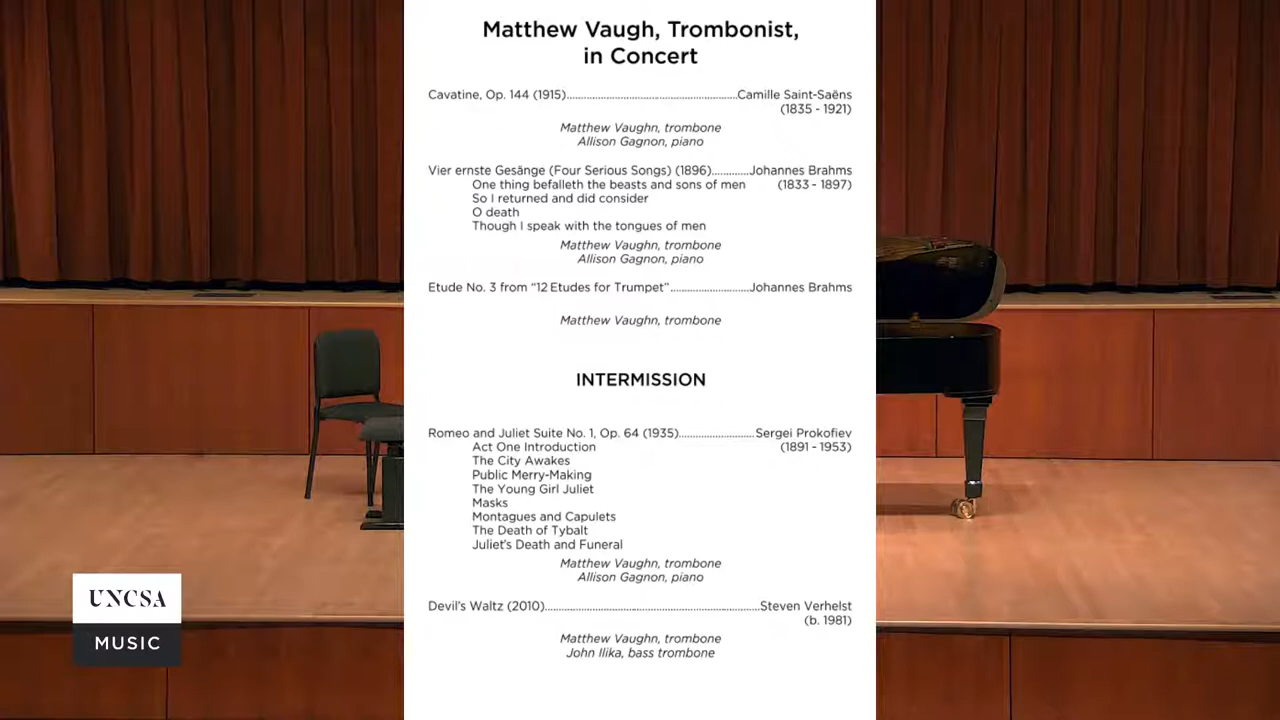 Matthew Vaugh, Trombonist,
in Concert
Cavatine, Op. 144 (1915)..........................................................Camille Saint-Saëns
(1835 - 1921)
Matthew Vaughn, trombone
Allison Gagnon, piano
Vier ernste Gesänge (Four Serious Songs) (1896).............Johannes Brahms
One thing befalleth the beasts and sons of men (1833 - 1897)
So I returned and did consider
O death
Though I speak with the tongues of men
Matthew Vaughn, trombone
Allison Gagnon, piano
Etude No. 3 from “12 Etudes for Trumpet”...........................Johannes Brahms
Matthew Vaughn, trombone
INTERMISSION
Romeo and Juliet Suite No. 1, Op. 64 (1935)..........................Sergei Prokofiev
Act One Introduction (1891 - 1953)
The City Awakes
Public Merry-Making
The Young Girl Juliet
Masks
Montagues and Capulets
The Death of Tybalt
Juliet’s Death and Funeral
Matthew Vaughn, trombone
Allison Gagnon, piano
Devil’s Waltz (2010)..........................................................................Steven Verhelst
(b. 1981)
Matthew Vaughn, trombone
John Ilika, bass trombone
UNCSA
MUSIC